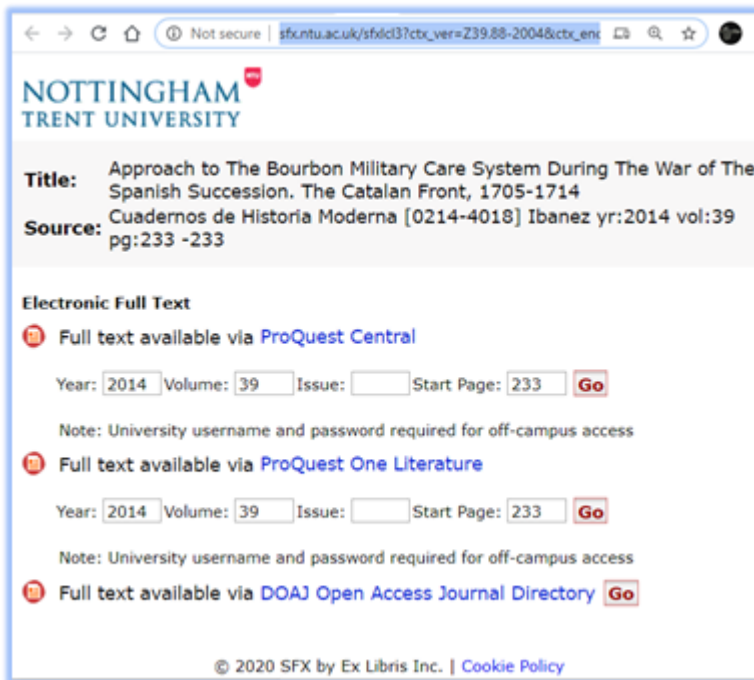 Not secure | sfx.ntu.ac.uk/sfxlcl3?ctx_ver=Z39.88-2004&ctx_enc
NTU
NOTTINGHAM
TRENT UNIVERSITY
Title: Approach to The Bourbon Military Care System During The War of The
Spanish Succession. The Catalan Front, 1705-1714
Source: Cuadernos de Historia Moderna [0214-4018] Ibanez yr:2014 vol:39
pg:233 -233
Electronic Full Text
Full text available via ProQuest Central
Year: 2014 Volume: 39 Issue: Start Page: 233 Go
Note: University username and password required for off-campus access
Full text available via ProQuest One Literature
Year: 2014 Volume: 39 Issue: Start Page: 233 Go
Note: University username and password required for off-campus access
Full text available via DOAJ Open Access Journal Directory Go
© 2020 SFX by Ex Libris Inc. | Cookie Policy